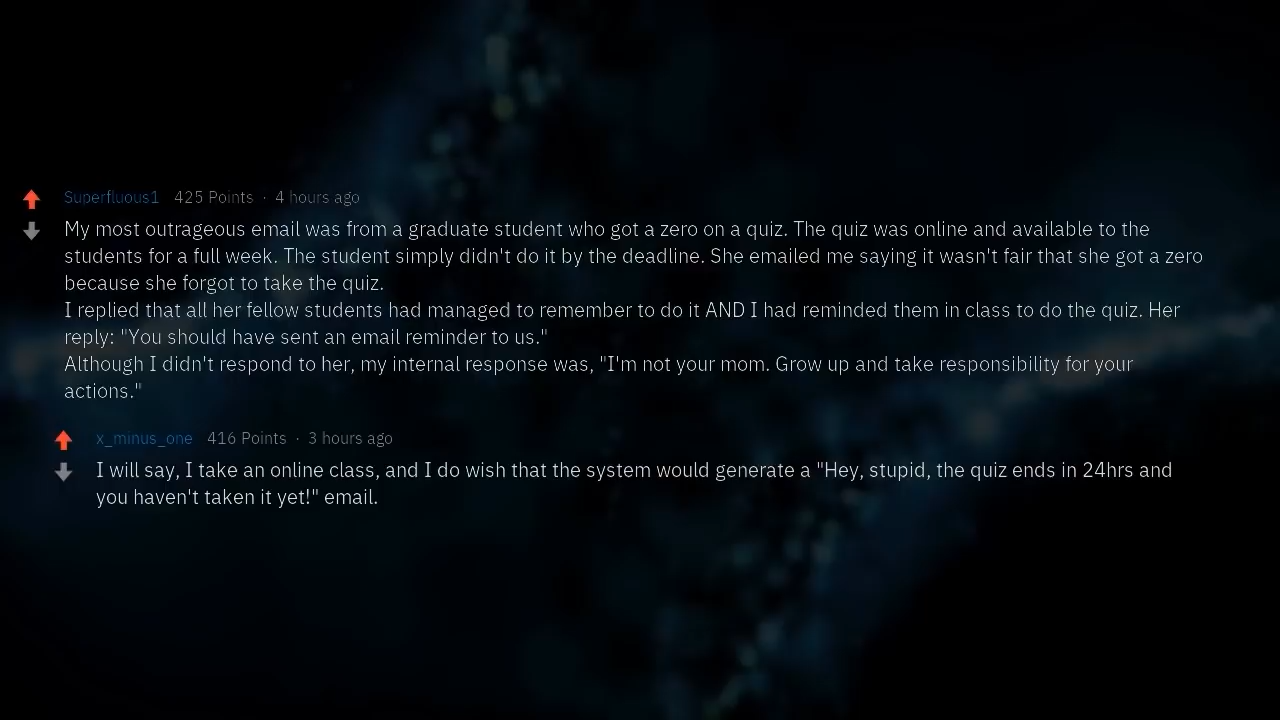 Superfluous1 425 Points · 4 hours ago
My most outrageous email was from a graduate student who got a zero on a quiz. The quiz was online and available to the
students for a full week. The student simply didn't do it by the deadline. She emailed me saying it wasn't fair that she got a zero
because she forgot to take the quiz.
I replied that all her fellow students had managed to remember to do it AND I had reminded them in class to do the quiz. Her
reply: "You should have sent an email reminder to us."
Although I didn't respond to her, my internal response was, "I'm not your mom. Grow up and take responsibility for your
actions."
x_minus_one 416 Points · 3 hours ago
I will say, I take an online class, and I do wish that the system would generate a "Hey, stupid, the quiz ends in 24hrs and
you haven't taken it yet!" email.